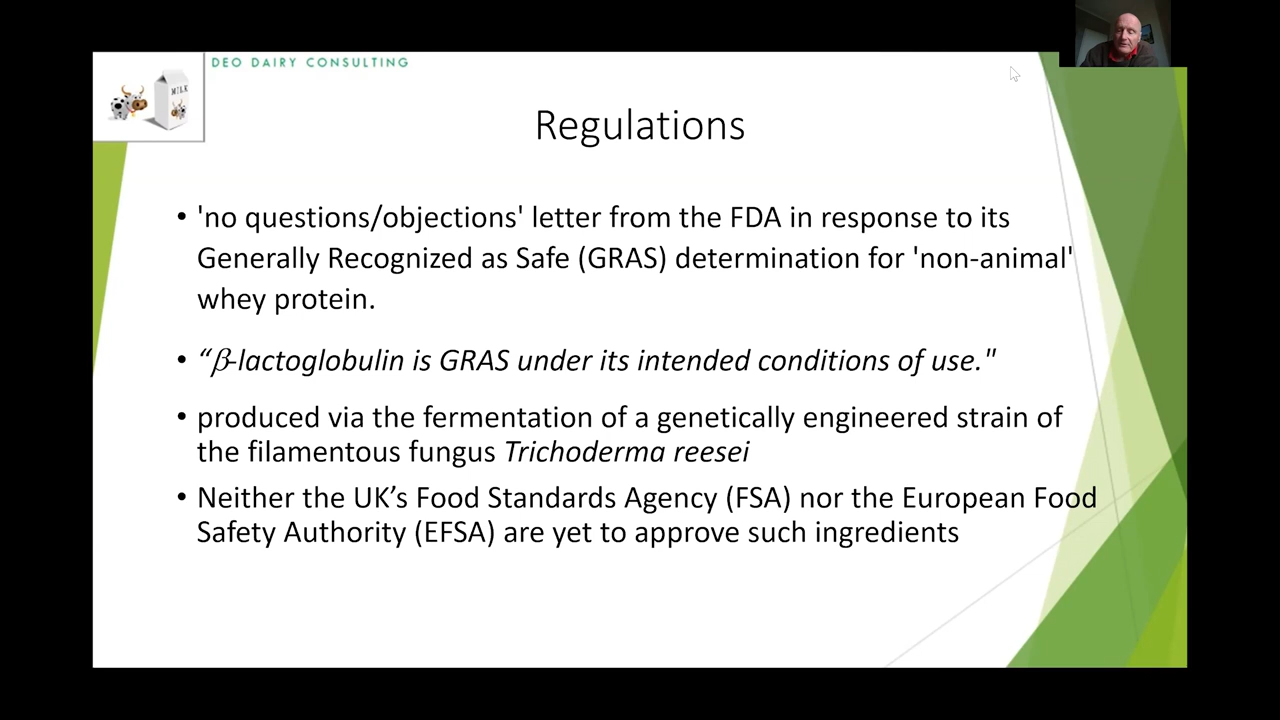 DEO DAIRY CONSULTING
MILK
Regulations
• 'no questions/objections' letter from the FDA in response to its
Generally Recognized as Safe (GRAS) determination for 'non-animal'
whey protein.
• “β-lactoglobulin is GRAS under its intended conditions of use."
• produced via the fermentation of a genetically engineered strain of
the filamentous fungus Trichoderma reesei
• Neither the UK’s Food Standards Agency (FSA) nor the European Food
Safety Authority (EFSA) are yet to approve such ingredients